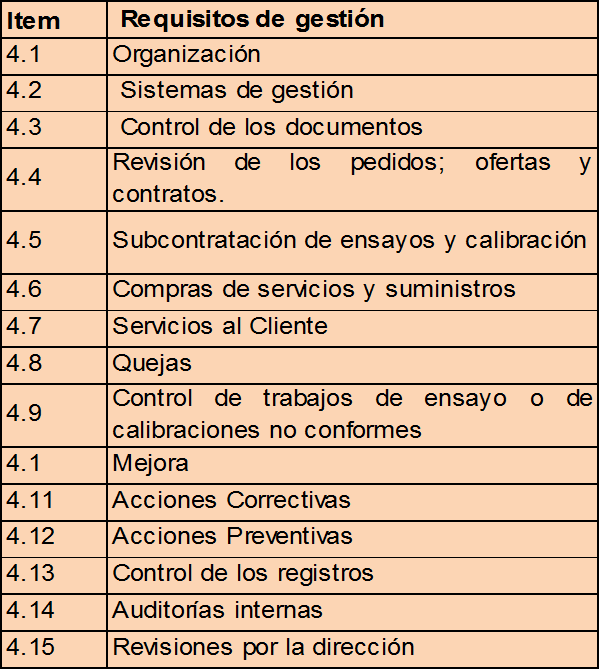 Item Requisitos de gestión
4.1 Organización
4.2 Sistemas de gestión
4.3 Control de los documentos
4.4 Revisión de los pedidos; ofertas y
contratos.
4.5 Subcontratación de ensayos y calibración
4.6 Compras de servicios y suministros
4.7 Servicios al Cliente
4.8 Quejas
4.9 Control de trabajos de ensayo o de
calibraciones no conformes
4.1 Mejora
4.11 Acciones Correctivas
4.12 Acciones Preventivas
4.13 Control de los registros
4.14 Auditorías internas
4.15 Revisiones por la dirección